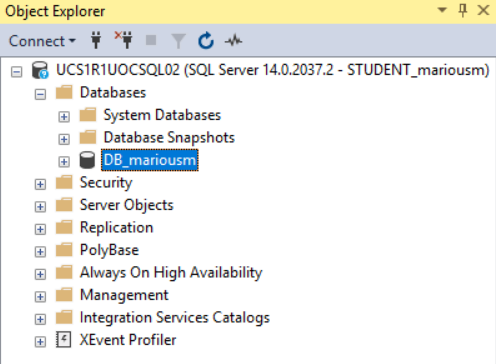 Object Explorer
Connect
UCS1R1UOCSQL02 (SQL Server 14.0.2037.2 - STUDENT_mariousm)
Databases
System Databases
Database Snapshots
DB_mariousm
Security
Server Objects
Replication
PolyBase
Always On High Availability
Management
Integration Services Catalogs
XEvent Profiler